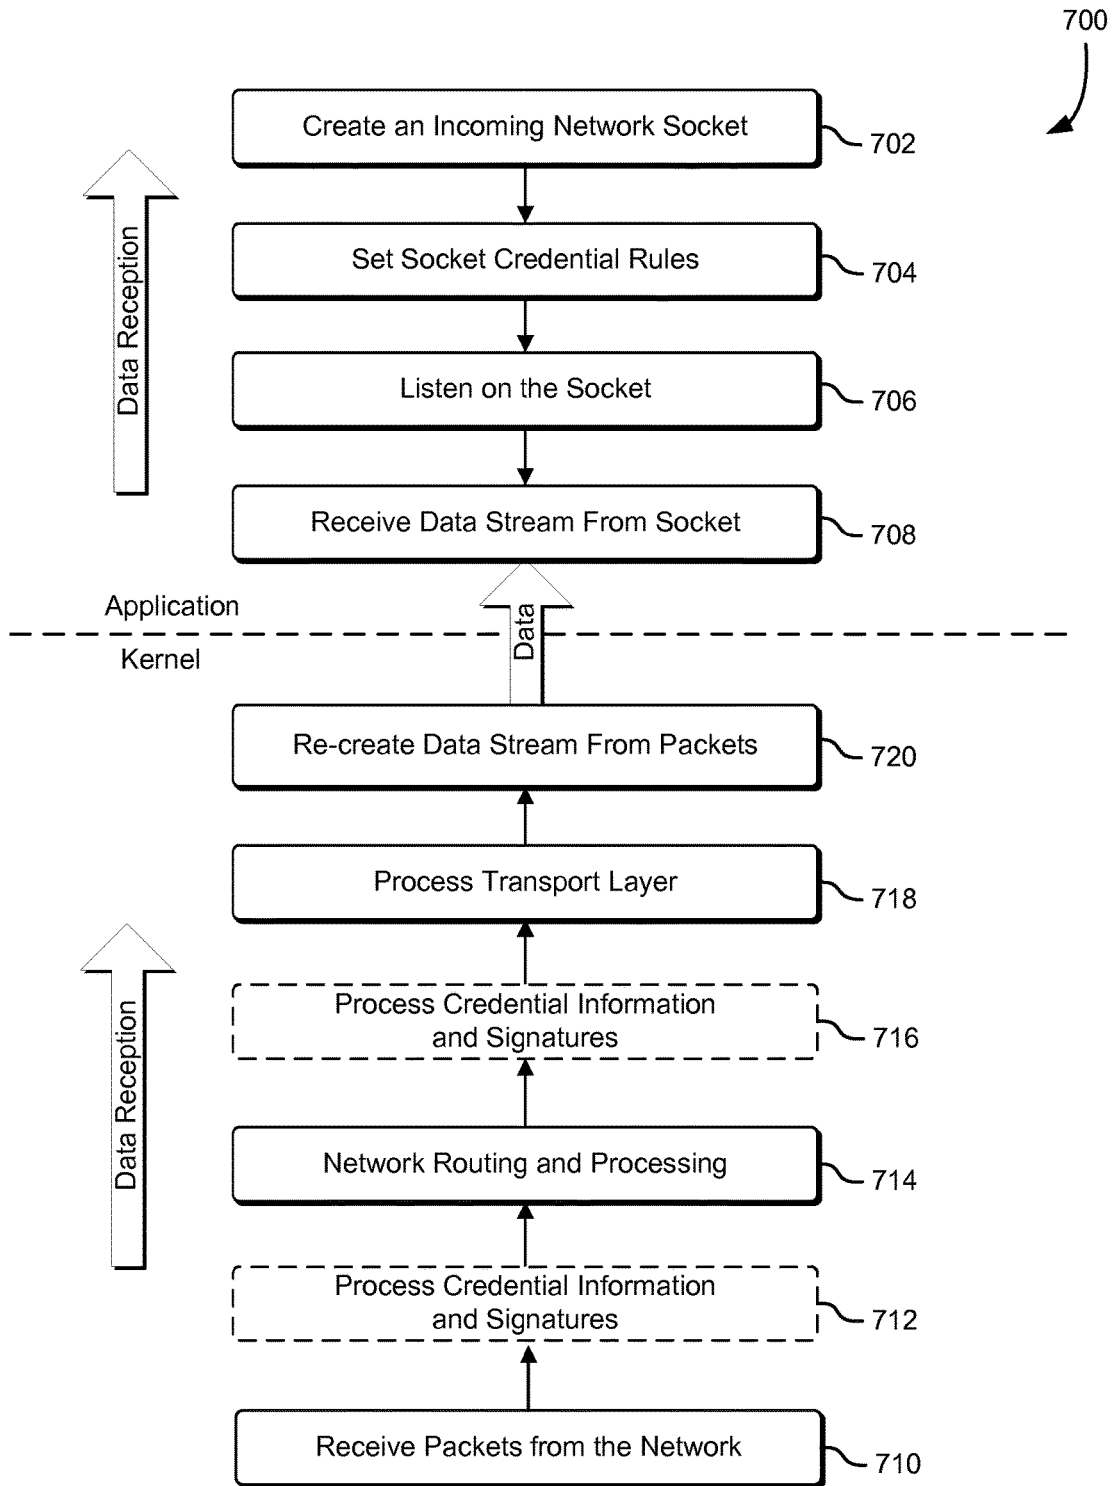 700
Create an Incoming Network Socket
702
Set Socket Credential Rules
704
Data Reception
Listen on the Socket
706
Receive Data Stream From Socket
708
Application
Data
Kernel
Re-create Data Stream From Packets
720
Process Transport Layer
718
Process Credential Information
and Signatures
716
Data Reception
Network Routing and Processing
714
Process Credential Information
and Signatures
712
Receive Packets from the Network
710